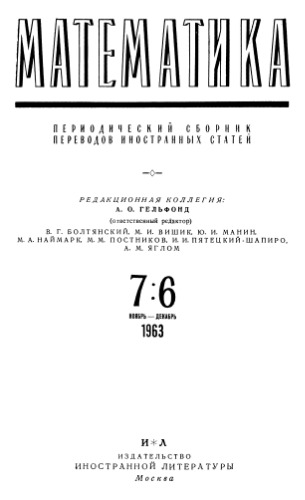 МАТЕМАТИКА
ПЕРИОДИЧЕСКИЙ СБОРНИК
ПЕРЕВОДОВ ИНОСТРАННЫХ СТАТЕЙ
РЕДАКЦИОННАЯ КОЛЛЕГИЯ:
А. О. ГЕЛЬФОНД
(ответственный редактор)
В. Г. БОЛТЯНСКИЙ, М. И. ВИШИК, Ю. И. МАНИН,
М. А. НАЙМАРК, М. М. ПОСТНИКОВ, И. И. ПЯТЕЦКИЙ-ШАПИРО,
А. М. ЯГЛОМ
7:6
НОЯБРЬ — ДЕКАБРЬ
1963
И*Л
ИЗДАТЕЛЬСТВО
ИНОСТРАННОЙ ЛИТЕРАТУРЫ
Москва